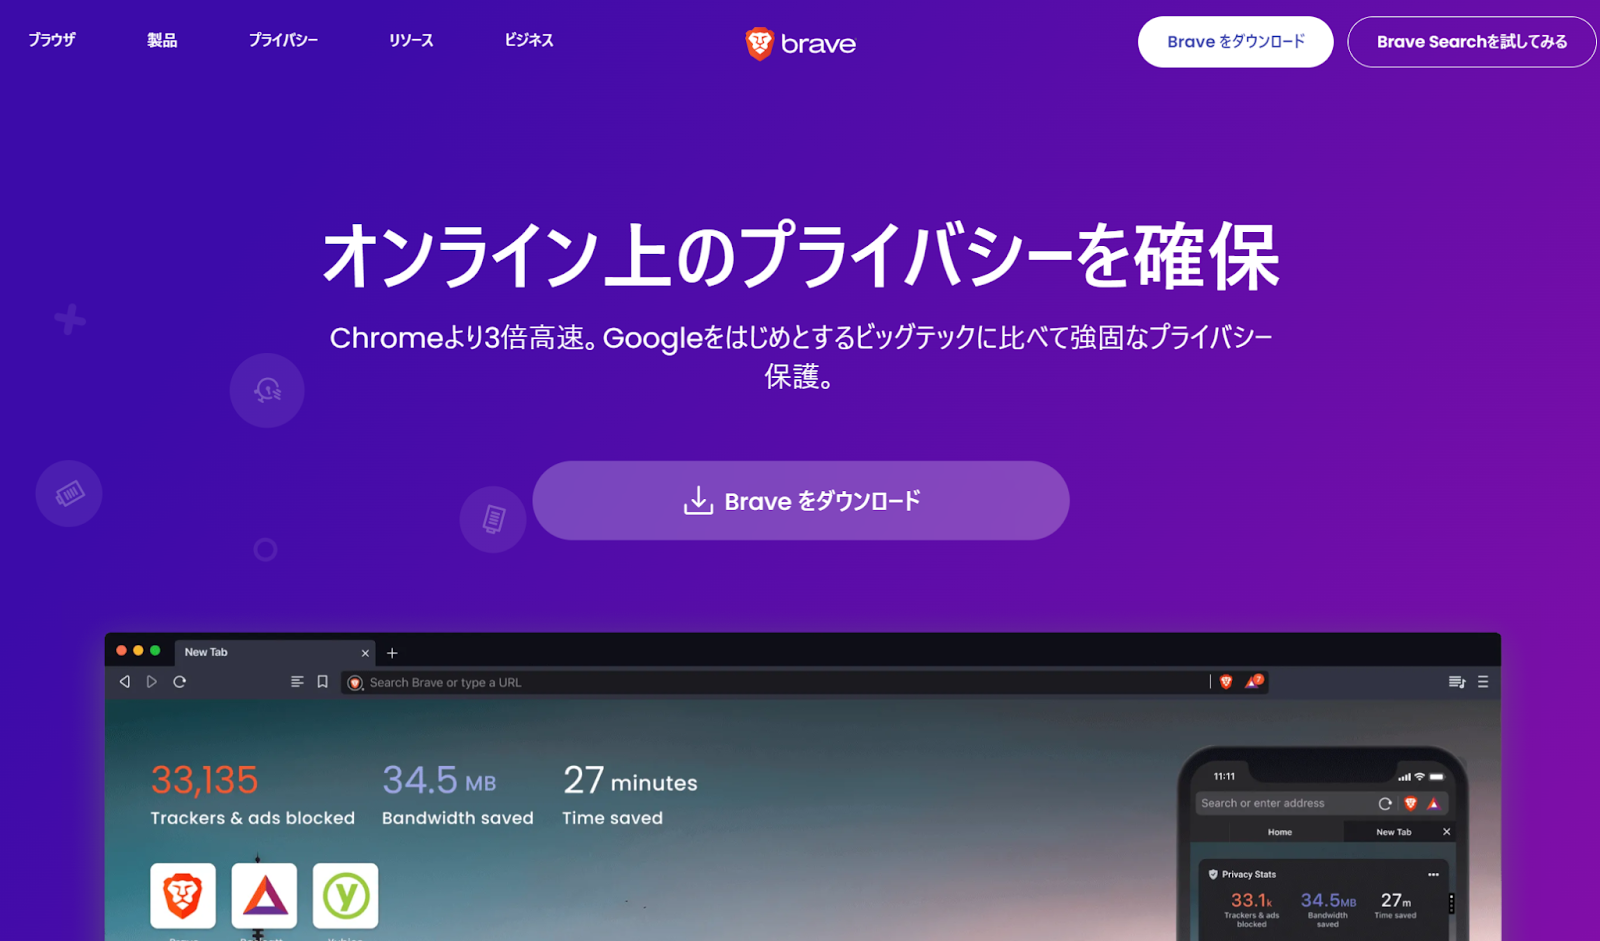 ブラウザ 製品 プライバシー リソース ビジネス brave Brave をダウンロード Brave Searchを試してみる
オンライン上のプライバシーを確保
Chromeより3倍高速。Googleをはじめとするビッグテックに比べて強固なプライバシー
保護。
Brave をダウンロード
New Tab
Search Brave or type a URL
7
33,135 34.5 MB 27 minutes
Trackers & ads blocked Bandwidth saved Time saved
y
11:11
Search or enter address
Home New Tab
Privacy Stats
33.1k 34.5MB 27m
Trackers & ads Bandwidth Time saved
blocked saved